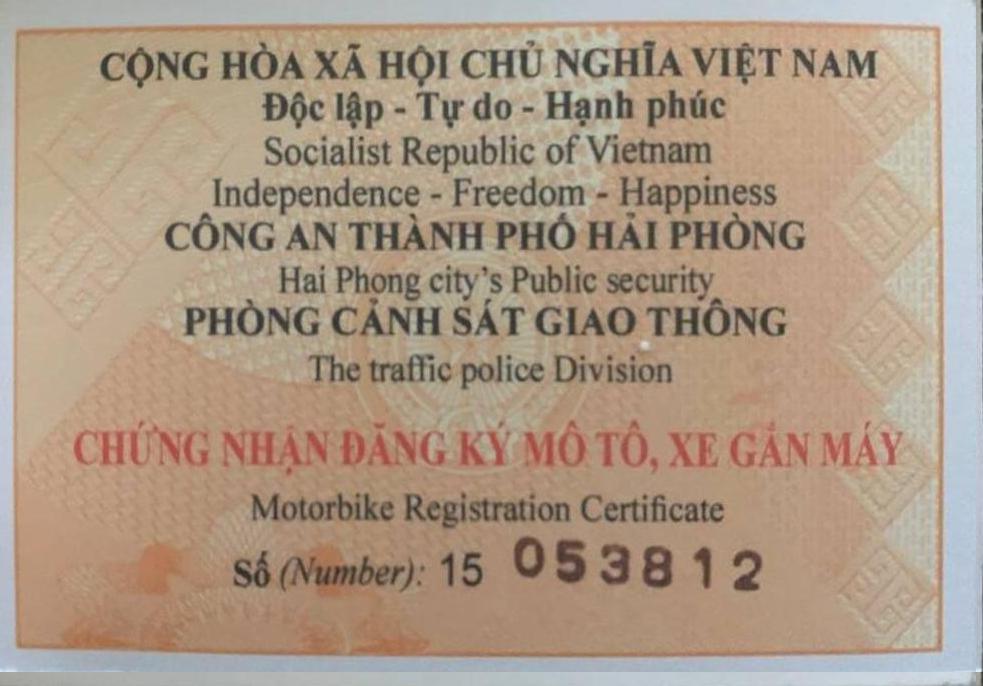 CỘNG HÒA XÃ HỘI CHỦ NGHĨA VIỆT NAM
Độc lập - Tự do - Hạnh phúc
Socialist Republic of Vietnam
Independence - Freedom - Happiness
CÔNG AN THÀNH PHỐ HẢI PHÒNG
Hai Phong city's Public security
PHÒNG CẢNH SÁT GIAO THÔNG
The traffic police Division
CHỨNG NHẬN ĐĂNG KÝ MÔ TÔ, XE GẮN MÁY
Motorbike Registration Certificate
Số (Number): 15 053812